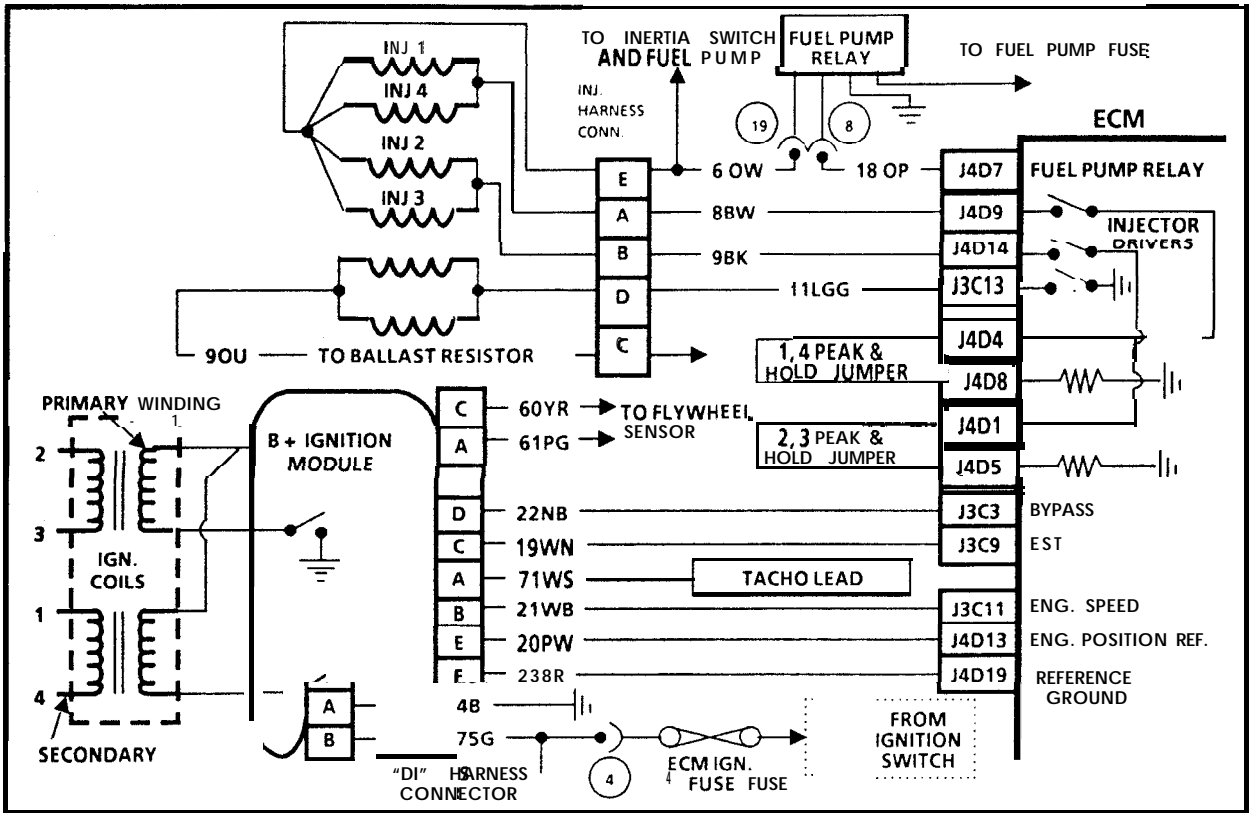 INJ 1
INJ 4
INJ 2
INJ 3
TO INERTIA SWITCH
AND FUEL PUMP
INJ.
HARNESS
CONN.
FUEL PUMP
RELAY
TO FUEL PUMP FUSE
19
8
ECM
E
6 OW
18 OP
J4D7
FUEL PUMP RELAY
A
8BW
J4D9
INJECTOR
DRIVERS
B
9BK
J4D14
D
11LGG
J3C13
C
9OU
TO BALLAST RESISTOR
1, 4 PEAK &
HOLD JUMPER
J4D4
J4D8
2, 3 PEAK &
HOLD JUMPER
J4D1
J4D5
PRIMARY WINDING
1
2
3
IGN.
COILS
1
4
SECONDARY
B + IGNITION
MODULE
C
60YR
A
61PG
TO FLYWHEEL
SENSOR
D
22NB
J3C3
BYPASS
C
19WN
J3C9
EST
A
71WS
TACHO LEAD
B
21WB
J3C11
ENG. SPEED
E
20PW
J4D13
ENG. POSITION REF.
F
238R
J4D19
REFERENCE
GROUND
A
4B
B
75G
"DI" HARNESS
CONNECTOR
4
ECM IGN.
4 FUSE FUSE
FROM
IGNITION
SWITCH